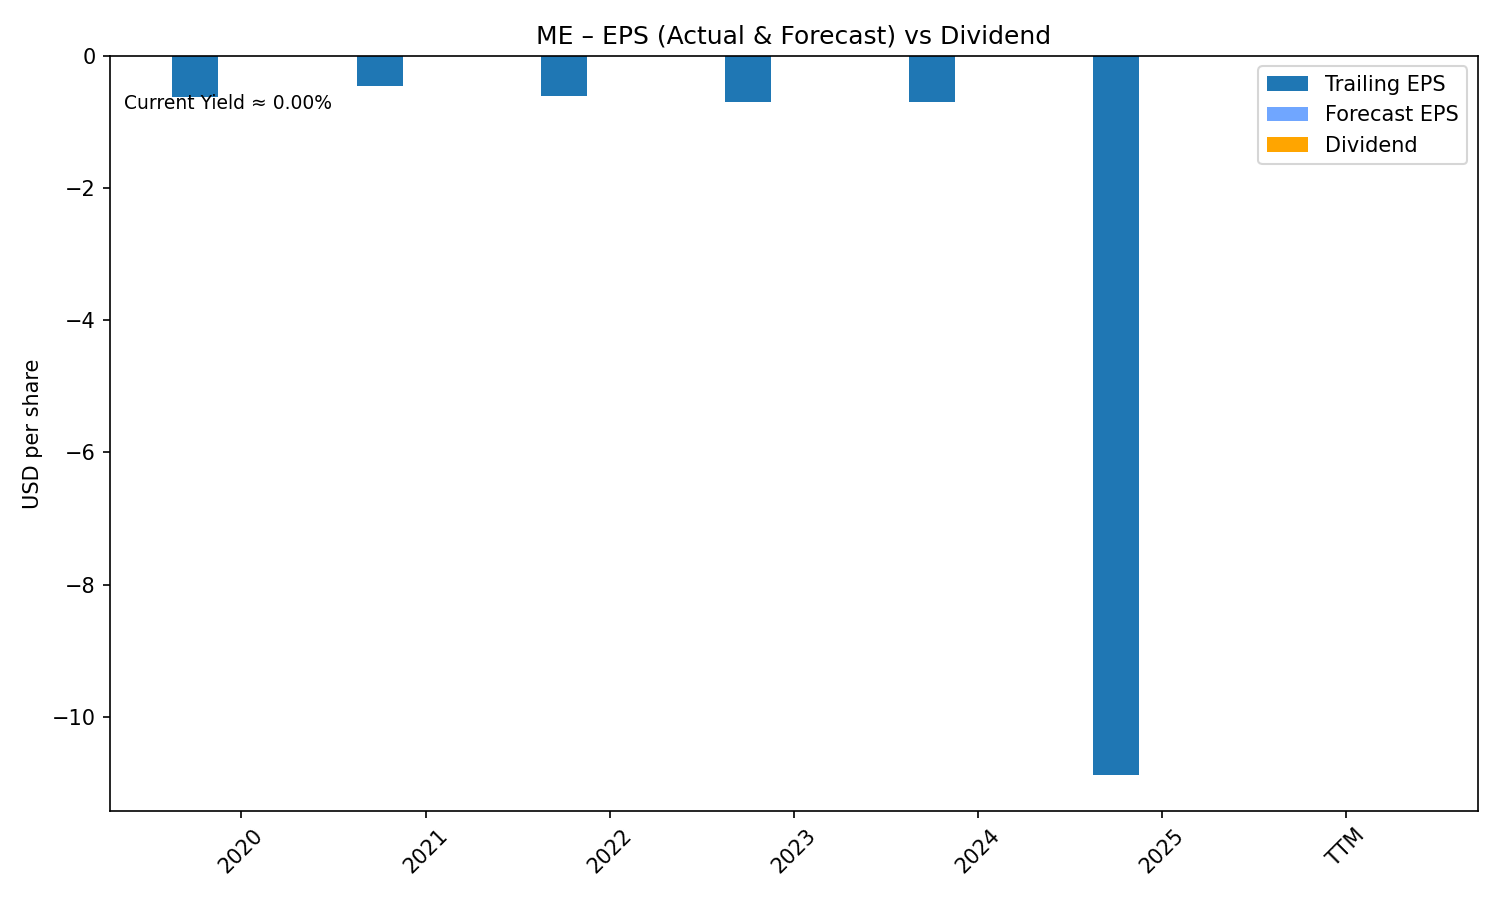 ME – EPS (Actual & Forecast) vs Dividend
Current Yield ≈ 0.00%
Trailing EPS
Forecast EPS
Dividend
USD per share
0
−2
−4
−6
−8
−10
2020
2021
2022
2023
2024
2025
TTM